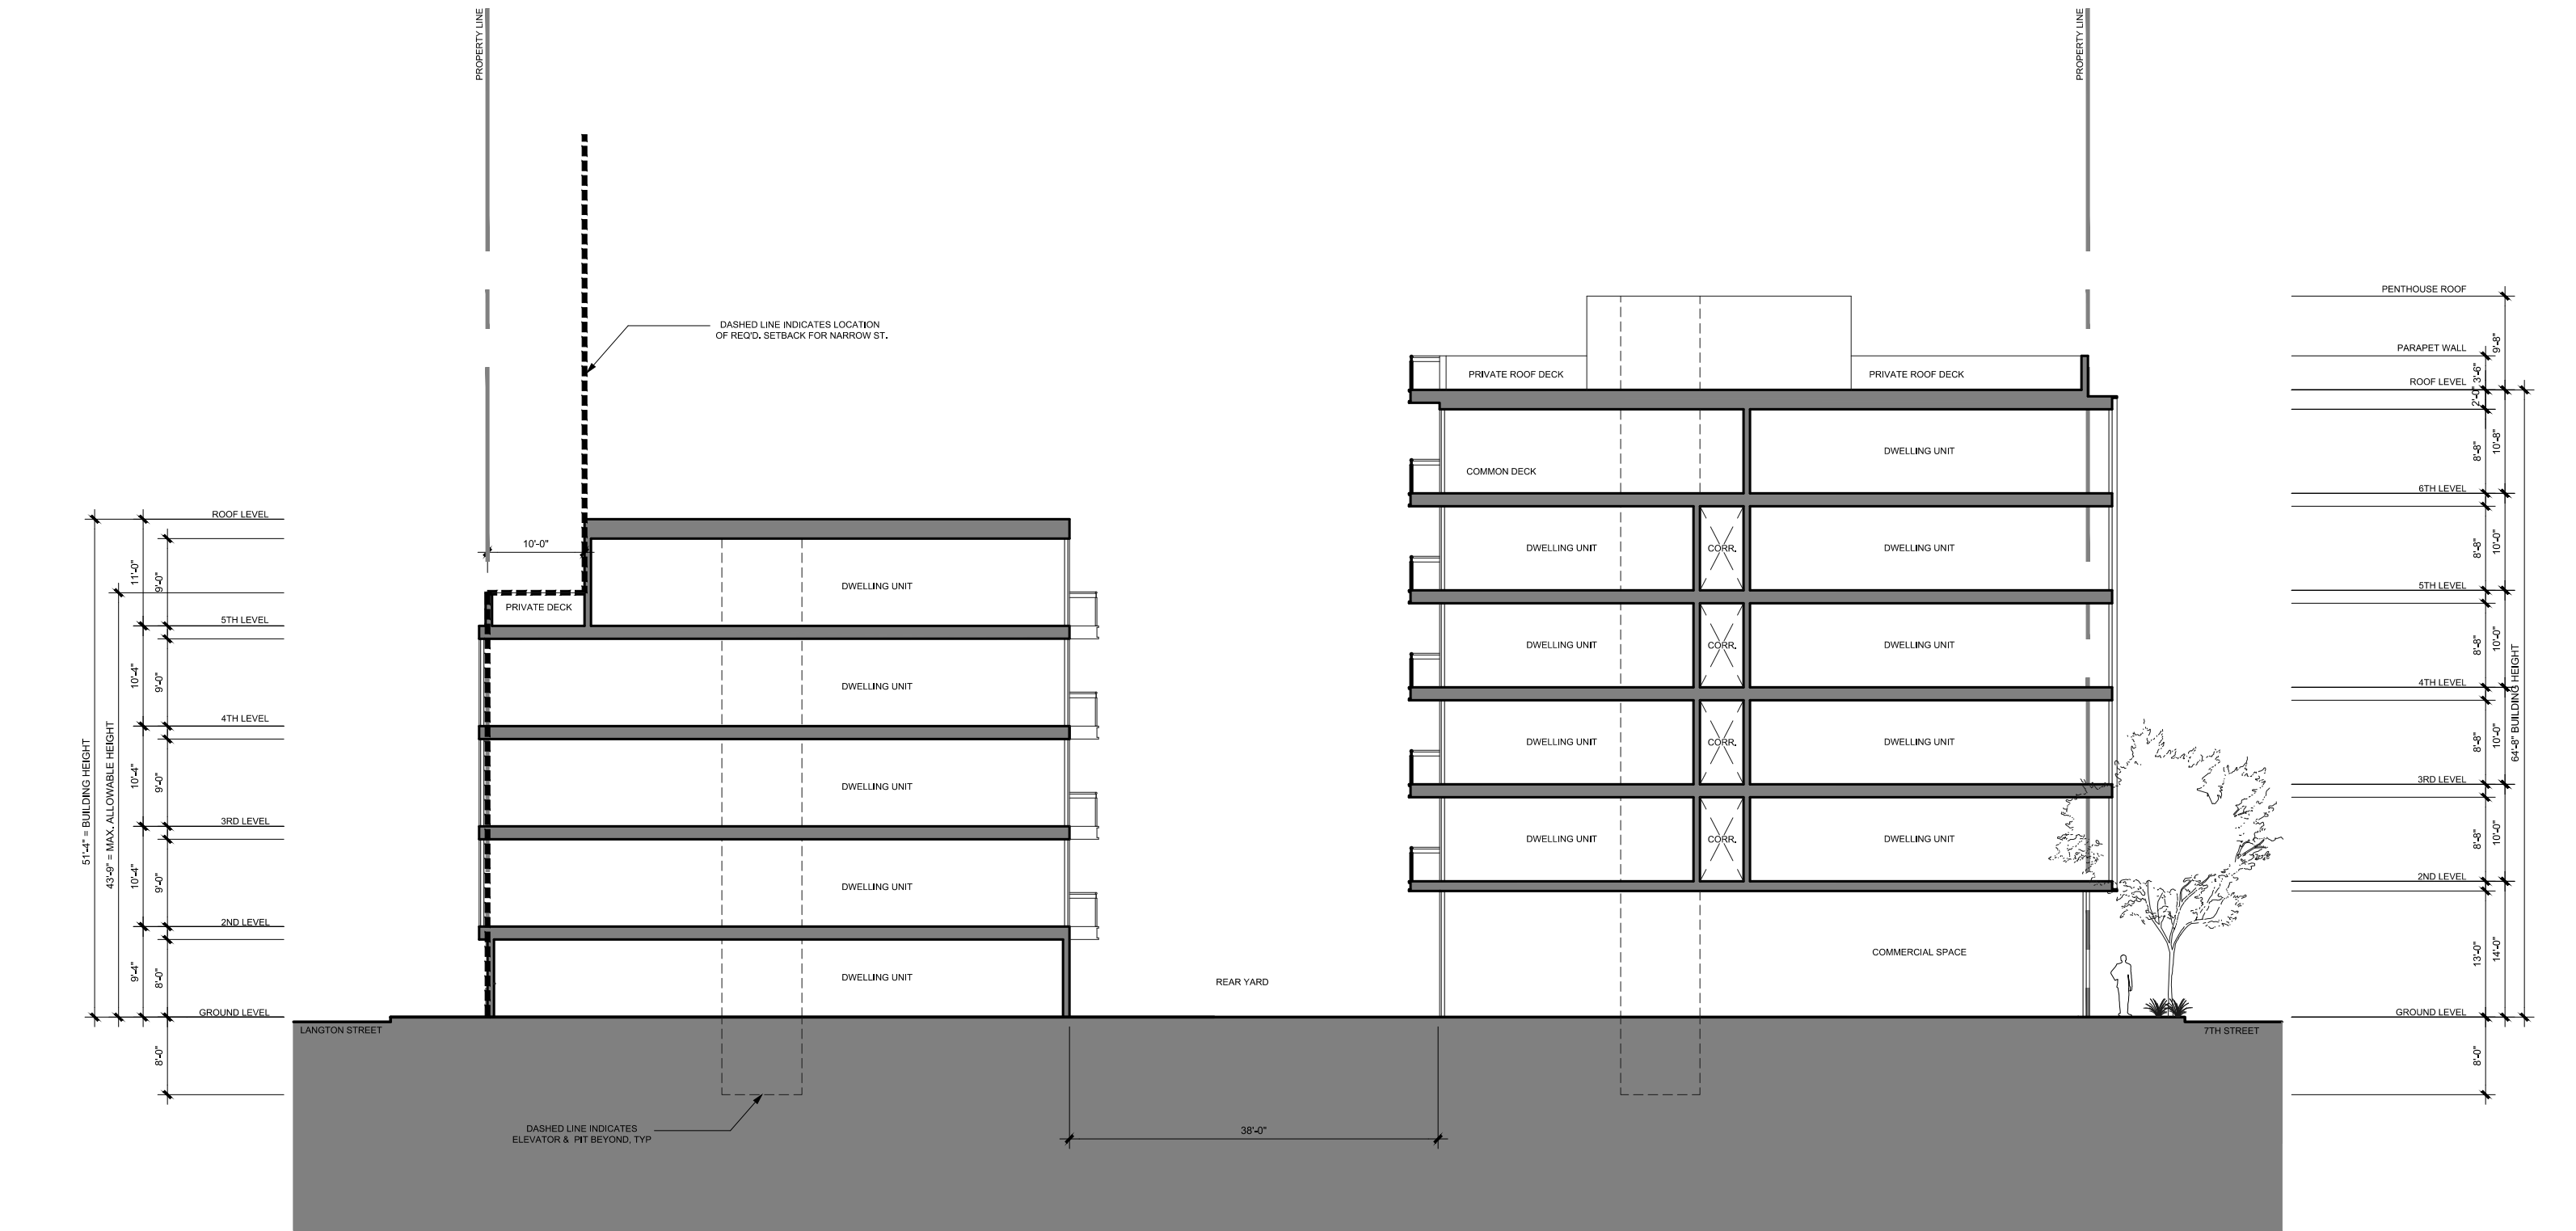 PROPERTY LINE
PROPERTY LINE
DASHED LINE INDICATES LOCATION
OF REQ'D. SETBACK FOR NARROW ST.
PENTHOUSE ROOF
PARAPET WALL
ROOF LEVEL
9'-8"
3'-6"
2'-0"
PRIVATE ROOF DECK
PRIVATE ROOF DECK
COMMON DECK
DWELLING UNIT
8'-8"
10'-8"
6TH LEVEL
DWELLING UNIT
CORR.
DWELLING UNIT
8'-8"
10'-0"
5TH LEVEL
DWELLING UNIT
CORR.
DWELLING UNIT
8'-8"
10'-0"
4TH LEVEL
DWELLING UNIT
CORR.
DWELLING UNIT
8'-8"
10'-0"
3RD LEVEL
DWELLING UNIT
CORR.
DWELLING UNIT
8'-8"
10'-0"
2ND LEVEL
COMMERCIAL SPACE
13'-0"
14'-0"
64'-8" BUILDING HEIGHT
GROUND LEVEL
7TH STREET
8'-0"
ROOF LEVEL
10'-0"
11'-0"
9'-0"
DWELLING UNIT
PRIVATE DECK
5TH LEVEL
10'-4"
9'-0"
DWELLING UNIT
4TH LEVEL
10'-4"
9'-0"
DWELLING UNIT
3RD LEVEL
10'-4"
9'-0"
DWELLING UNIT
2ND LEVEL
9'-4"
8'-0"
DWELLING UNIT
51'-4" = BUILDING HEIGHT
43'-9" = MAX. ALLOWABLE HEIGHT
GROUND LEVEL
LANGTON STREET
8'-0"
REAR YARD
DASHED LINE INDICATES
ELEVATOR & PIT BEYOND, TYP
38'-0"